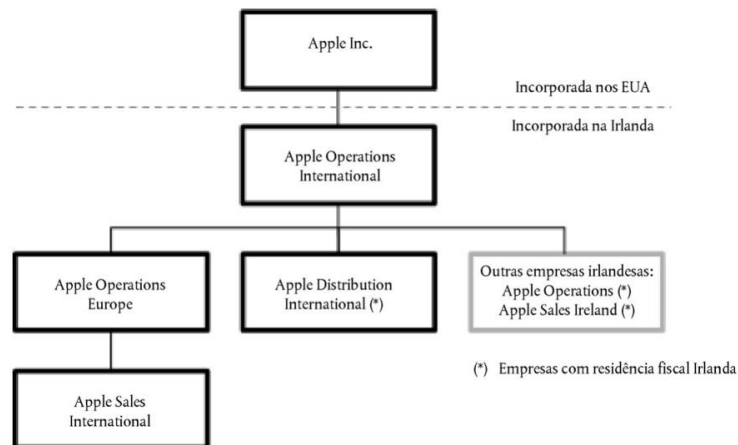 Apple Inc.
Incorporada nos EUA
Incorporada na Irlanda
Apple Operations
International
Apple Operations
Europe
Apple Distribution
International (*)
Outras empresas irlandesas:
Apple Operations (*)
Apple Sales Ireland (*)
(*) Empresas com residência fiscal Irlanda
Apple Sales
International